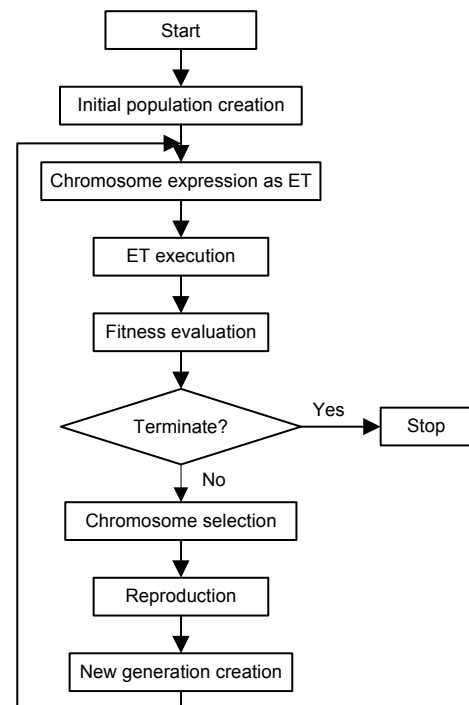 Start
Initial population creation
Chromosome expression as ET
ET execution
Fitness evaluation
Terminate?
Yes
Stop
No
Chromosome selection
Reproduction
New generation creation